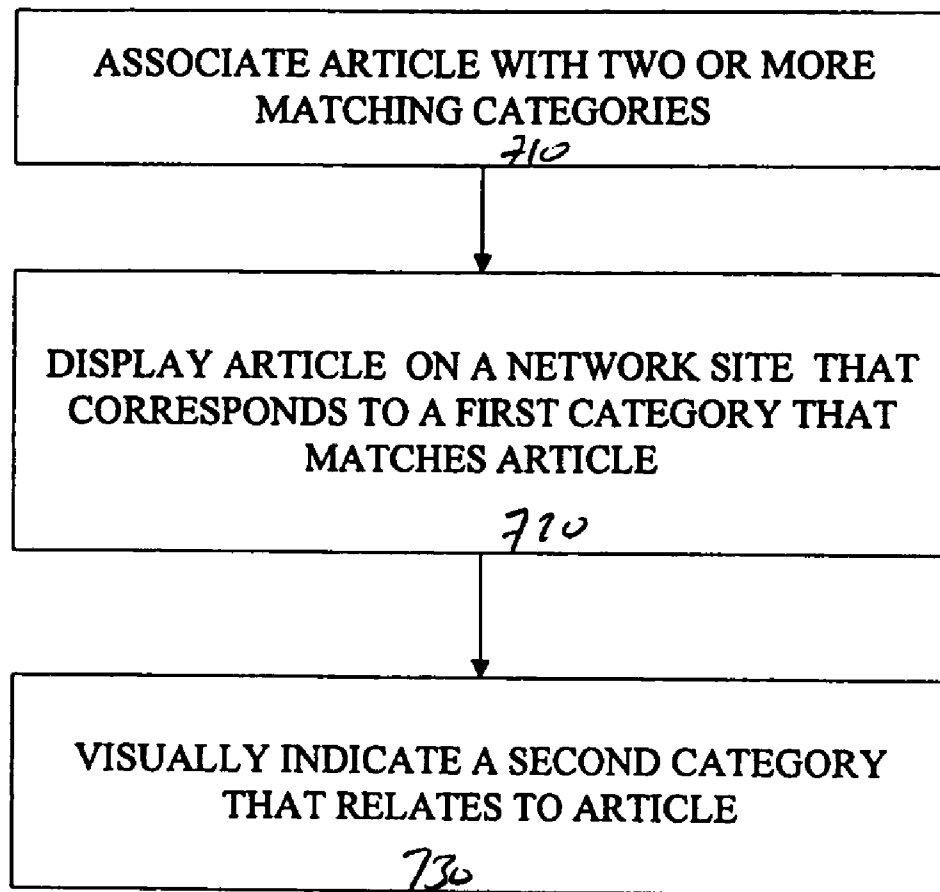 ASSOCIATE ARTICLE WITH TWO OR MORE
MATCHING CATEGORIES
710
DISPLAY ARTICLE ON A NETWORK SITE THAT
CORRESPONDS TO A FIRST CATEGORY THAT
MATCHES ARTICLE
720
VISUALLY INDICATE A SECOND CATEGORY
THAT RELATES TO ARTICLE
730